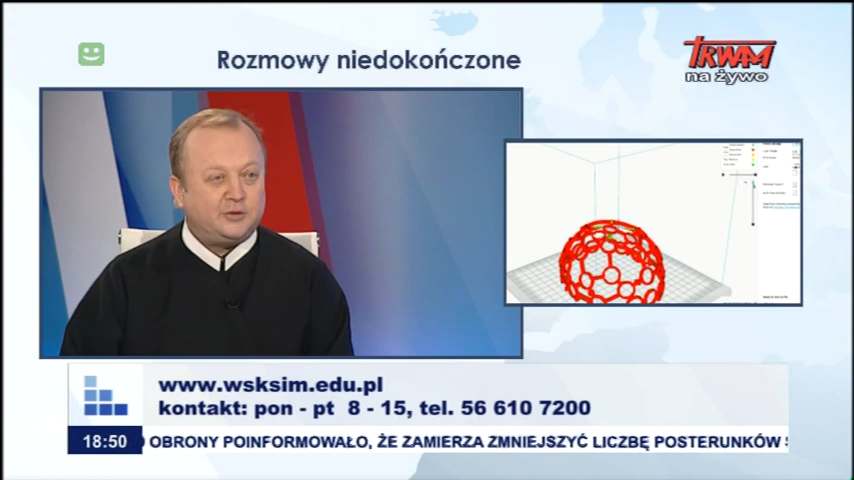 Rozmowy niedokończone
TRWAM
na żywo
www.wsksim.edu.pl
kontakt: pon - pt 8 - 15, tel. 56 610 7200
18:50
OBRONY POINFORMOWAŁO, ŻE ZAMIERZA ZMNIEJSZYĆ LICZBĘ POSTERUNKÓW